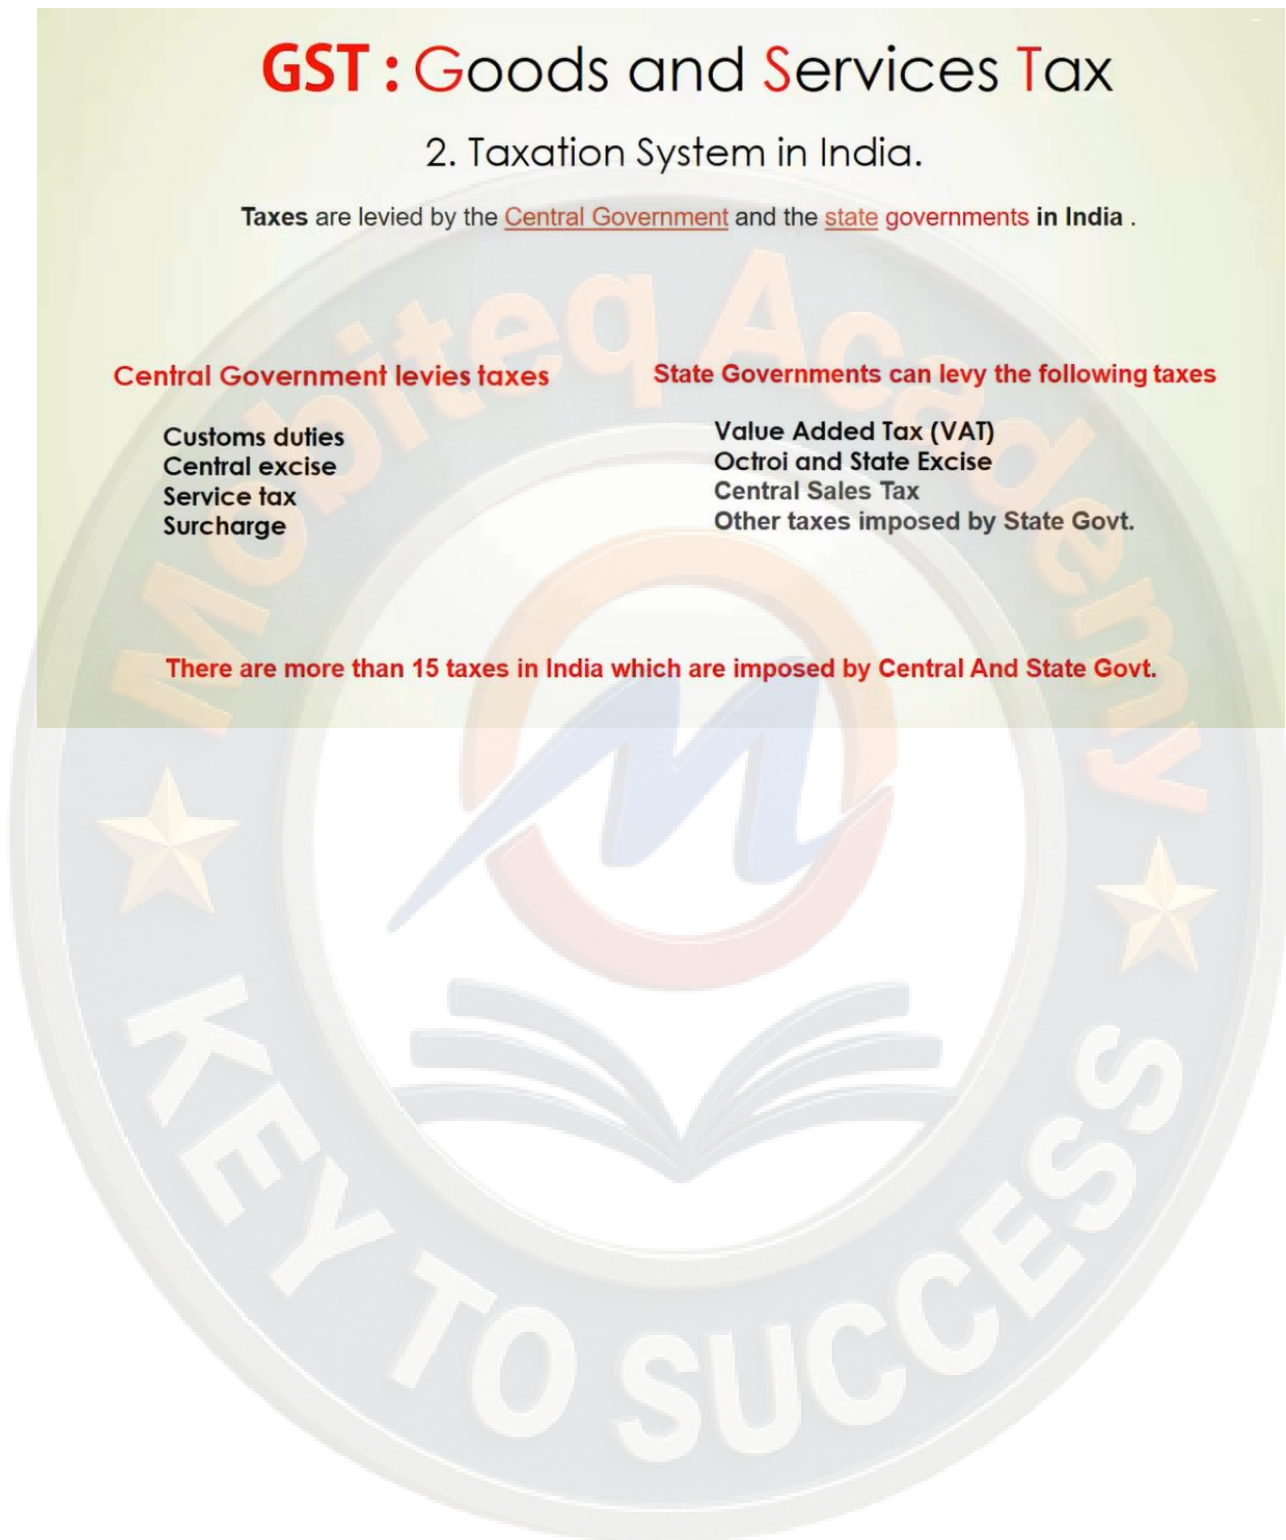 GST : Goods and Services Tax
2. Taxation System in India.
Taxes are levied by the Central Government and the state governments in India .
Central Government levies taxes
Customs duties
Central excise
Service tax
Surcharge
State Governments can levy the following taxes
Value Added Tax (VAT)
Octroi and State Excise
Central Sales Tax
Other taxes imposed by State Govt.
There are more than 15 taxes in India which are imposed by Central And State Govt.
Mobiteq Academy
KEY TO SUCCESS